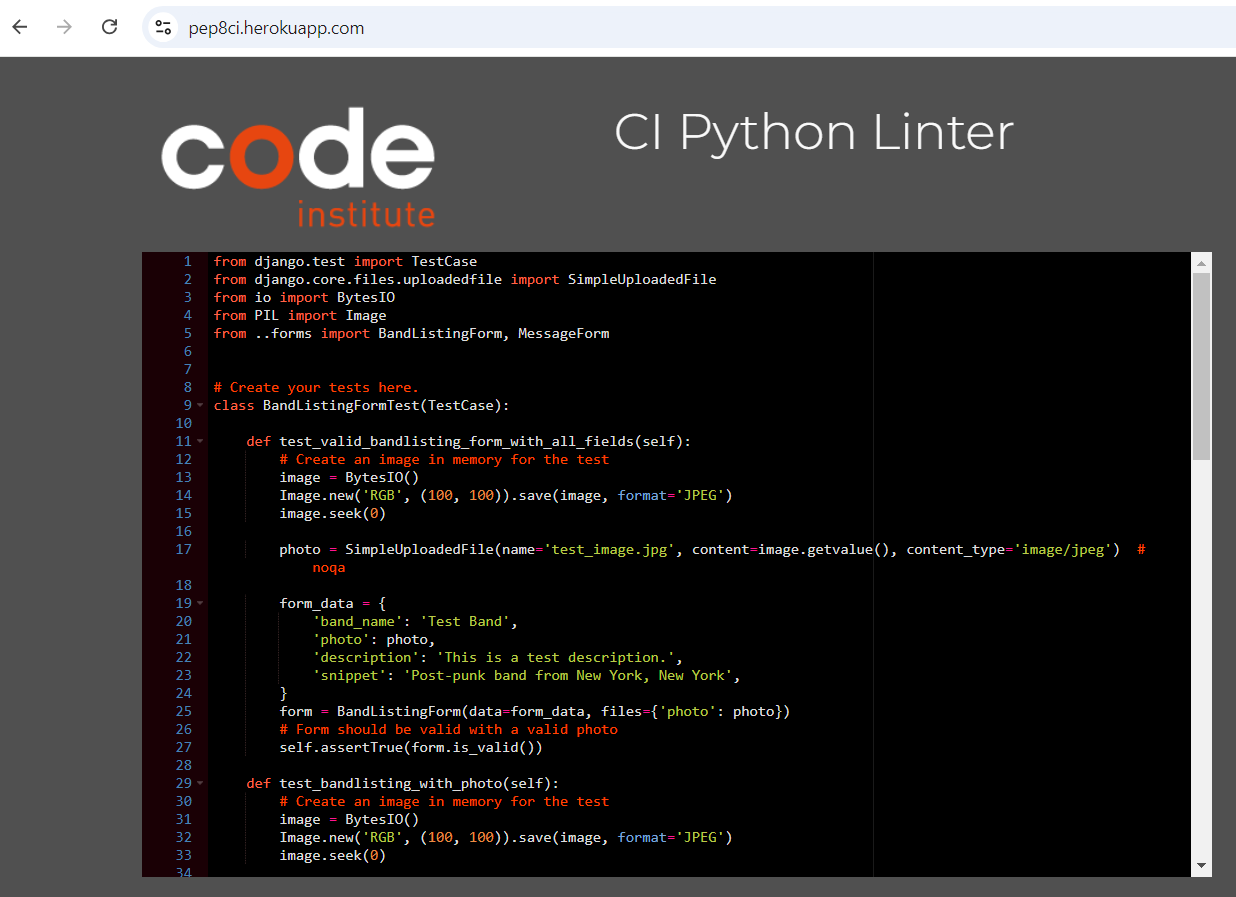 pep8ci.herokuapp.com
code
institute
CI Python Linter
1 from django.test import TestCase
2 from django.core.files.uploadedfile import SimpleUploadedFile
3 from io import BytesIO
4 from PIL import Image
5 from ..forms import BandListingForm, MessageForm
6
7
8 # Create your tests here.
9 class BandListingFormTest(TestCase):
10
11     def test_valid_bandlisting_form_with_all_fields(self):
12         # Create an image in memory for the test
13         image = BytesIO()
14         Image.new('RGB', (100, 100)).save(image, format='JPEG')
15         image.seek(0)
16
17         photo = SimpleUploadedFile(name='test_image.jpg', content=image.getvalue(), content_type='image/jpeg')  #
noqa
18
19         form_data = {
20             'band_name': 'Test Band',
21             'photo': photo,
22             'description': 'This is a test description.',
23             'snippet': 'Post-punk band from New York, New York',
24         }
25         form = BandListingForm(data=form_data, files={'photo': photo})
26         # Form should be valid with a valid photo
27         self.assertTrue(form.is_valid())
28
29     def test_bandlisting_with_photo(self):
30         # Create an image in memory for the test
31         image = BytesIO()
32         Image.new('RGB', (100, 100)).save(image, format='JPEG')
33         image.seek(0)
34